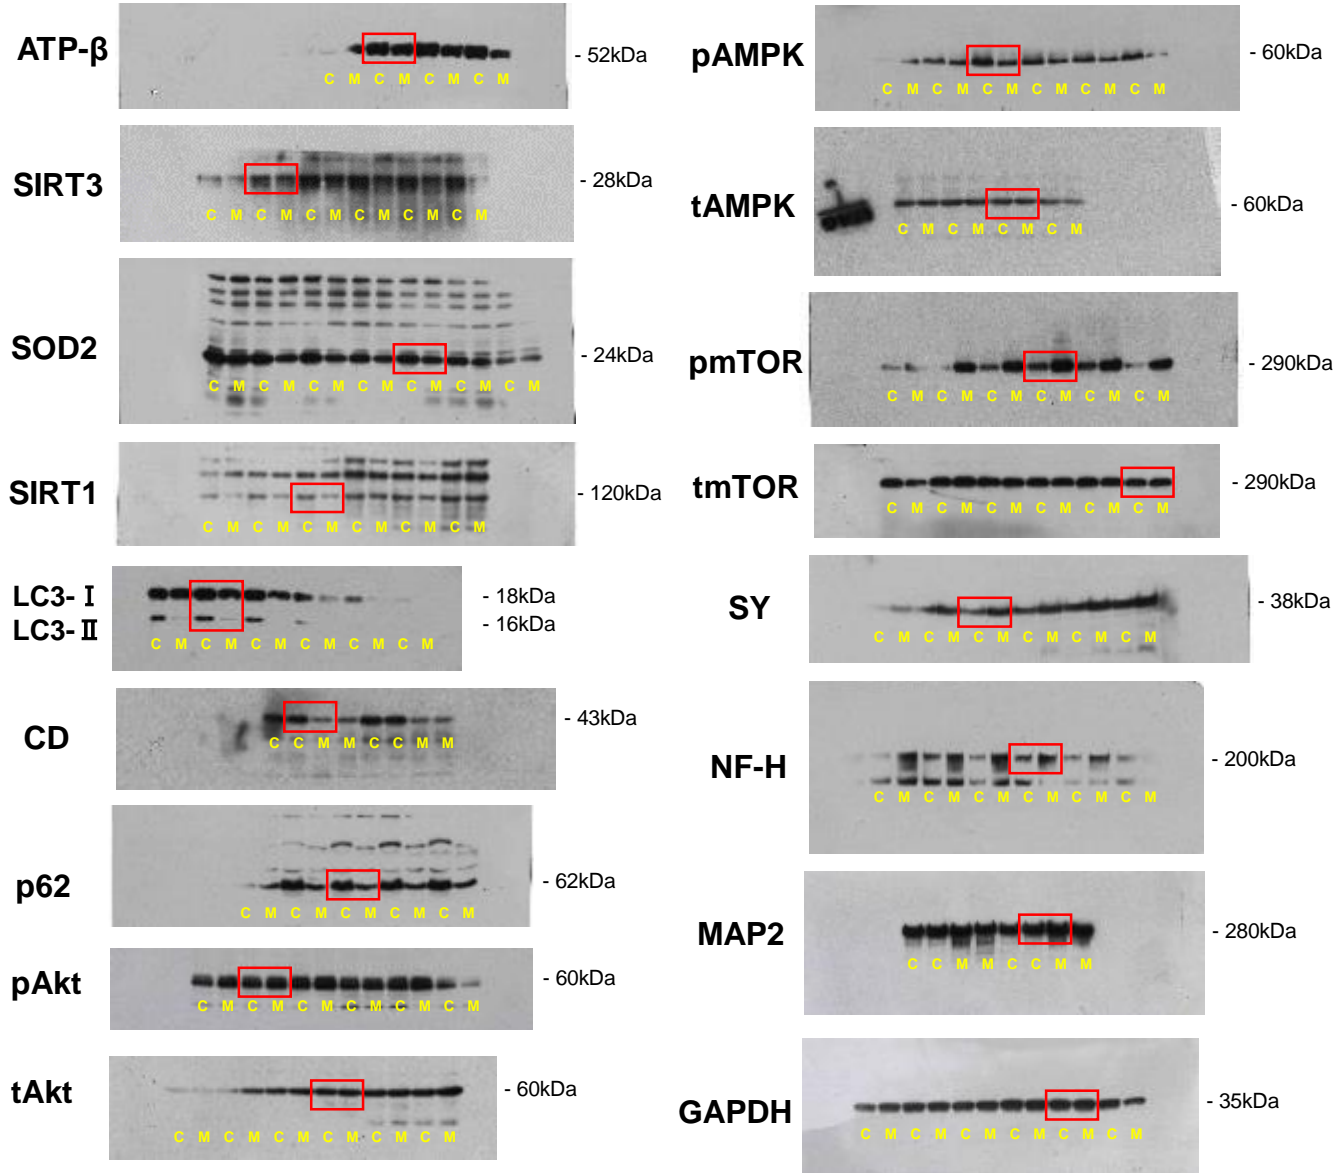 ATP-β
- 52kDa
C M C M C M C M
SIRT3
- 28kDa
C M C M C M C M C M C M
SOD2
- 24kDa
C M C M C M C M C M C M C M
SIRT1
- 120kDa
C M C M C M C M C M C M
LC3- Ⅰ
- 18kDa
LC3- Ⅱ
- 16kDa
C M C M C M C M C M C M
CD
- 43kDa
C C M M C C M M
p62
- 62kDa
C M C M C M C M C M
pAkt
- 60kDa
C M C M C M C M C M C M
tAkt
- 60kDa
C M C M C M C M C M C M
pAMPK
- 60kDa
C M C M C M C M C M C M
tAMPK
- 60kDa
C M C M C M C M
pmTOR
- 290kDa
C M C M C M C M C M C M
tmTOR
- 290kDa
C M C M C M C M C M C M
SY
- 38kDa
C M C M C M C M C M C M
NF-H
- 200kDa
C M C M C M C M C M C M
MAP2
- 280kDa
C C M M C C M M
GAPDH
- 35kDa
C M C M C M C M C M C M